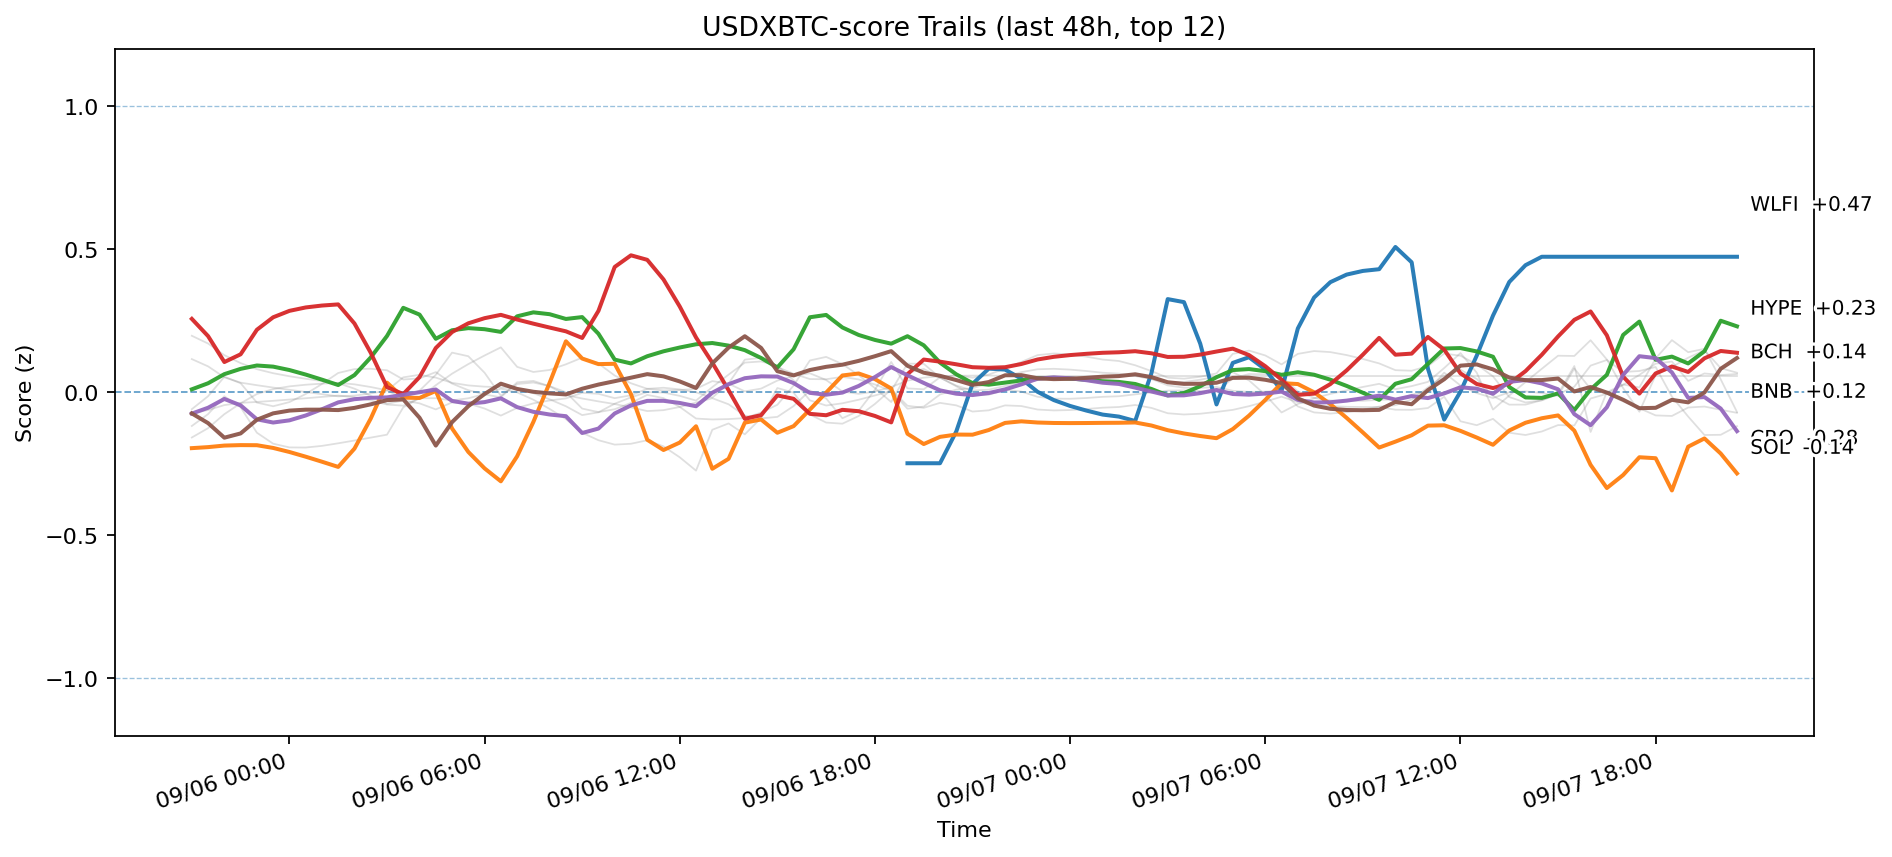 USDXBTC-score Trails (last 48h, top 12)
1.0
0.5
0.0
−0.5
−1.0
Score (z)
WLFI +0.47
HYPE +0.23
BCH +0.14
BNB +0.12
CRO -0.28
SOL -0.14
09/06 00:00
09/06 06:00
09/06 12:00
09/06 18:00
09/07 00:00
09/07 06:00
09/07 12:00
09/07 18:00
Time